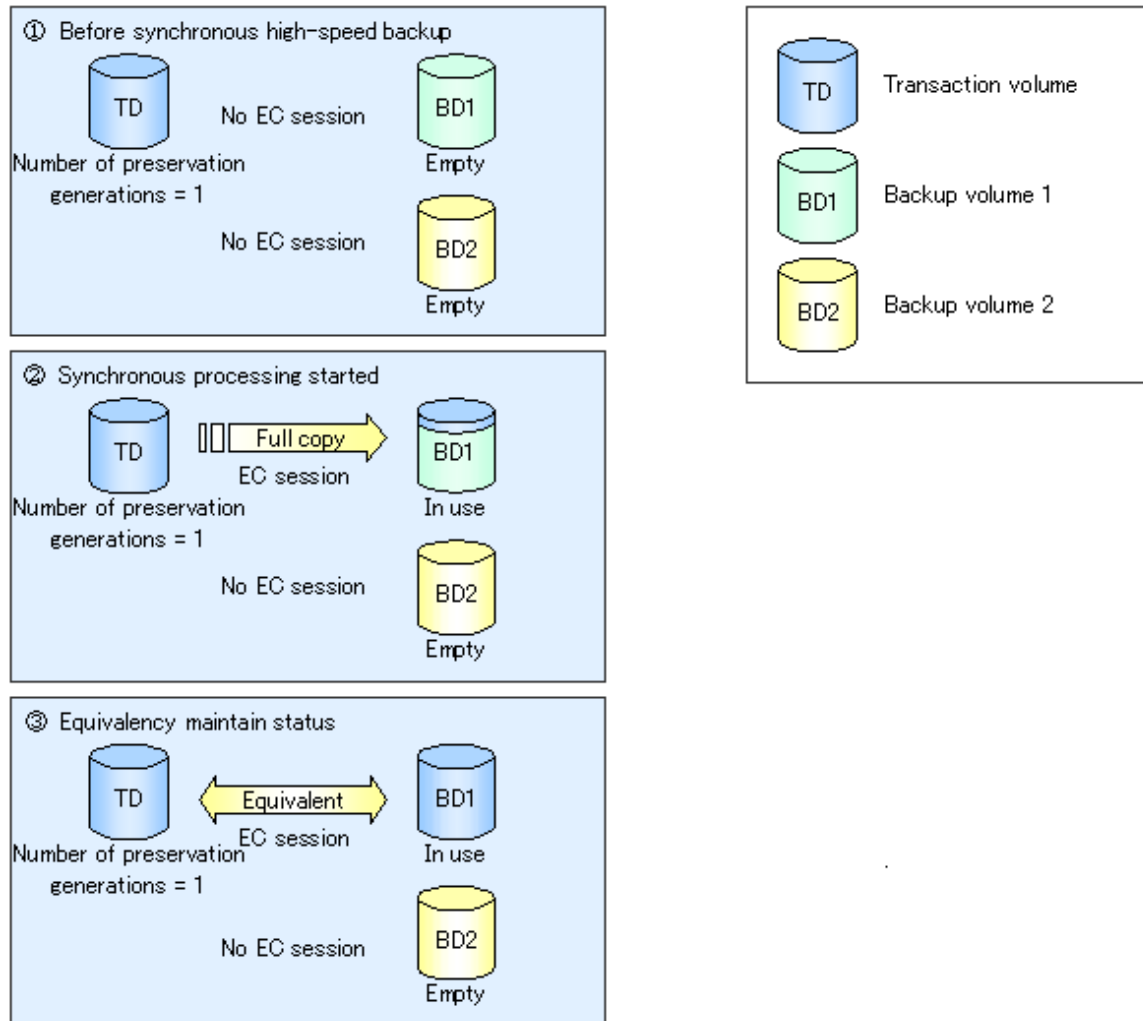 ① Before synchronous high-speed backup
TD
No EC session
BD1
Number of preservation
generations = 1
Empty
No EC session
BD2
Empty
② Synchronous processing started
TD
Full copy
EC session
BD1
Number of preservation
generations = 1
In use
No EC session
BD2
Empty
③ Equivalency maintain status
TD
Equivalent
EC session
BD1
Number of preservation
generations = 1
In use
No EC session
BD2
Empty
TD
Transaction volume
BD1
Backup volume 1
BD2
Backup volume 2